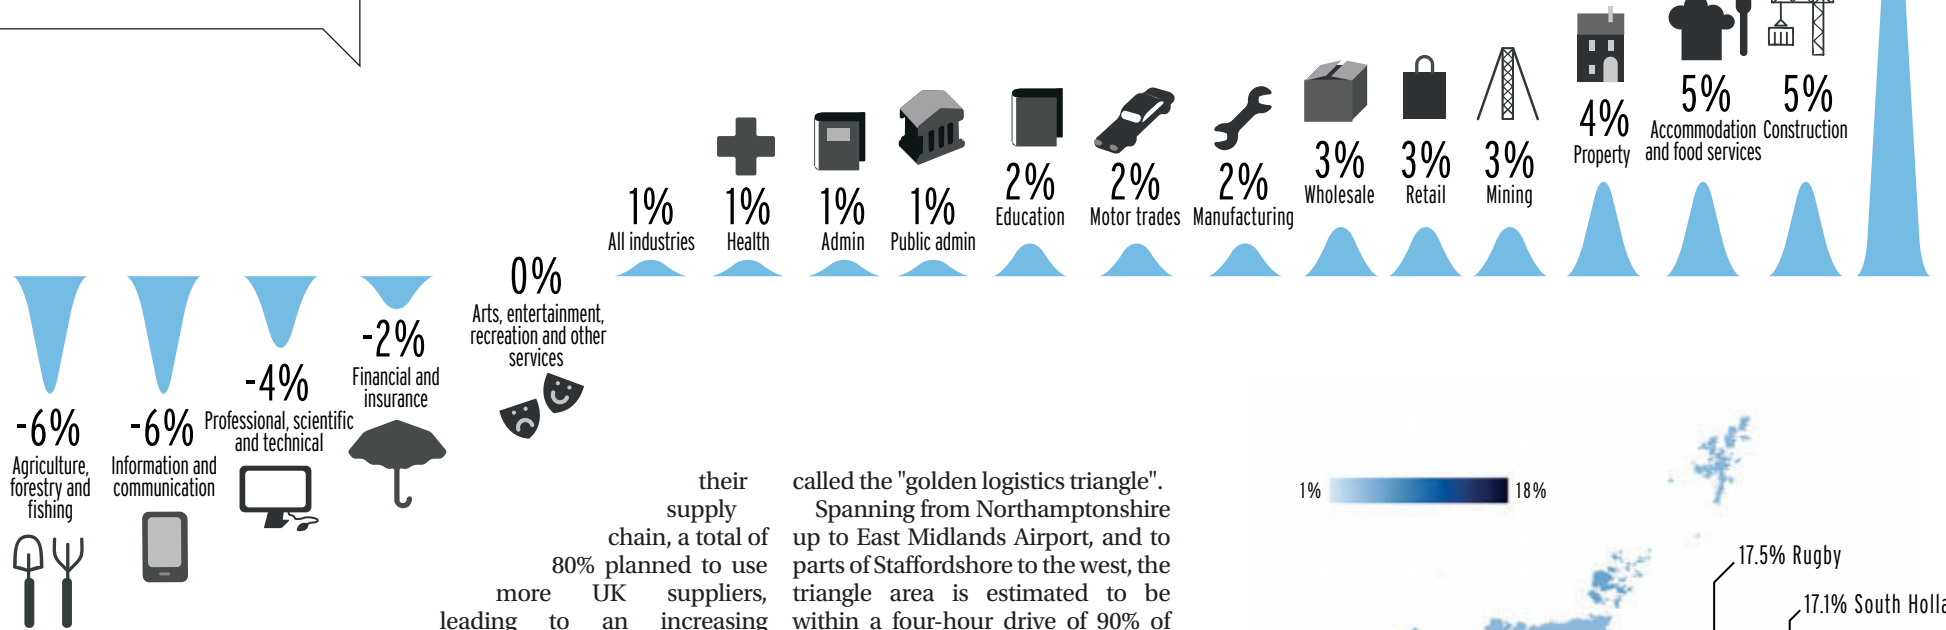 -6%
Agriculture,
forestry and
fishing
-6%
Information and
communication
-4%
Professional, scientific
and technical
-2%
Financial and
insurance
0%
Arts, entertainment,
recreation and other
services
1%
All industries
1%
Health
1%
Admin
1%
Public admin
2%
Education
2%
Motor trades
2%
Manufacturing
3%
Wholesale
3%
Retail
3%
Mining
4%
Property
5%
Accommodation
and food services
5%
Construction
their
supply
chain, a total of
80% planned to use
more UK suppliers,
leading to an increasing
called the "golden logistics triangle".
Spanning from Northamptonshire
up to East Midlands Airport, and to
parts of Staffordshore to the west, the
triangle area is estimated to be
within a four-hour drive of 90% of
1%
18%
17.5% Rugby
17.1% South